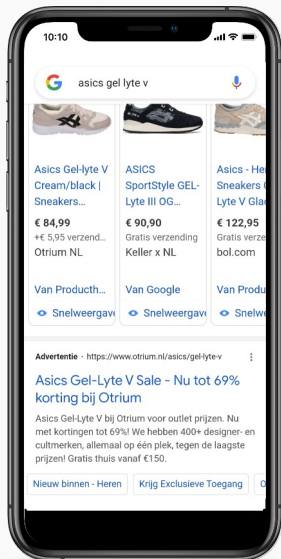 10:10
asics gel lyte v
Asics Gel-lyte V
Cream/black |
Sneakers...
€ 84,99
+€ 5,95 verzend...
Otrium NL
Van Producth...
Snelweergav
ASICS
SportStyle GEL-
Lyte III OG...
€ 90,90
Gratis verzending
Keller x NL
Van Google
Snelweergav
Asics - He
Sneakers
Lyte V Gla
€ 122,95
Gratis verze
bol.com
Van Produ
Snelwe
Advertentie · https://www.otrium.nl/asics/gel-lyte-v
Asics Gel-Lyte V Sale - Nu tot 69%
korting bij Otrium
Asics Gel-Lyte V bij Otrium voor outlet prijzen. Nu
met kortingen tot 69%! We hebben 400+ designer- en
cultmerken, allemaal op één plek, tegen de laagste
prijzen! Gratis thuis vanaf €150.
Nieuw binnen - Heren
Krijg Exclusieve Toegang